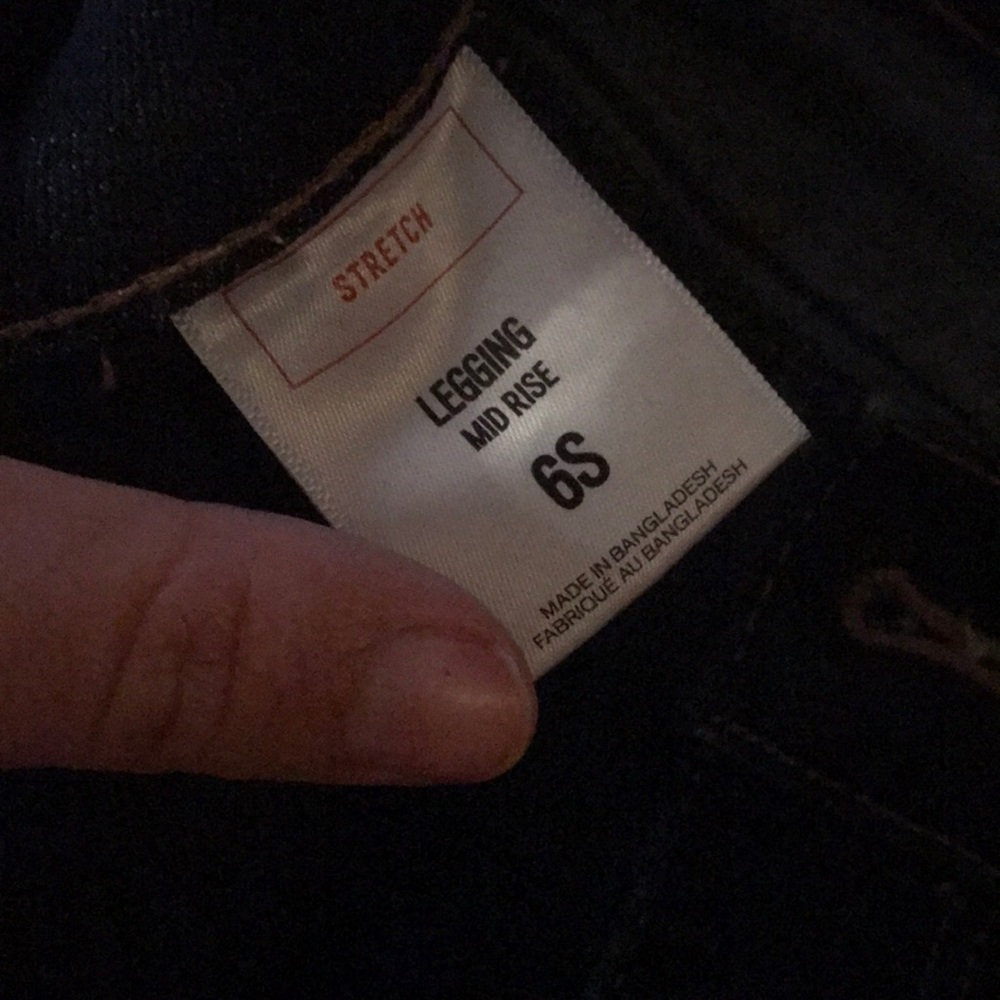 STRETCH
LEGGING
MID RISE
6S
MADE IN BANGLADESH
FABRIQUÉ AU BANGLADESH